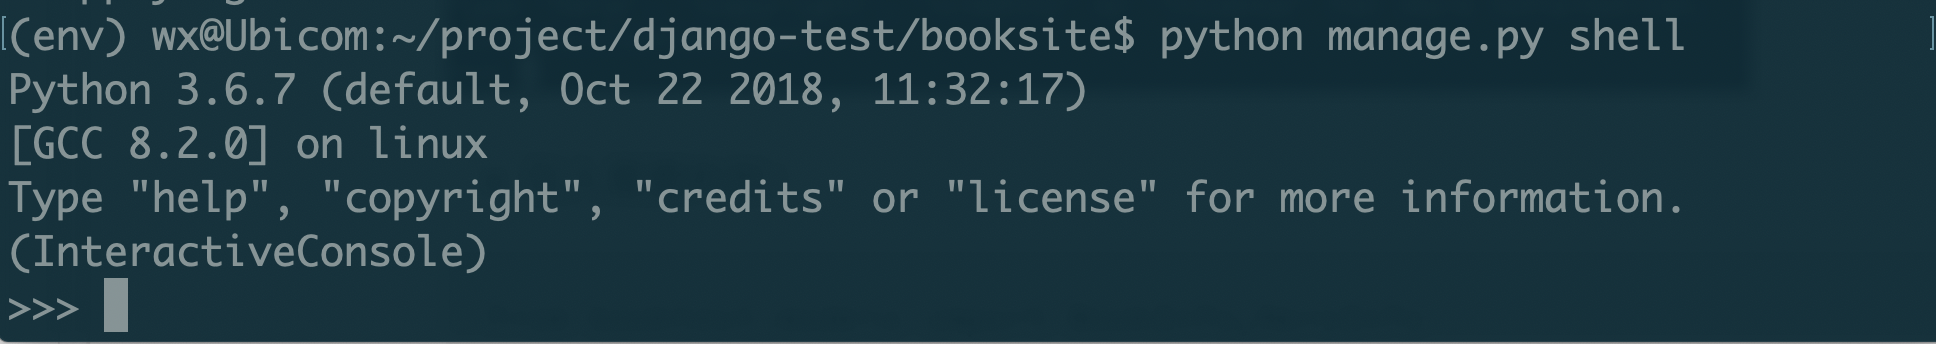 (env) wx@Ubicom:~/project/django-test/booksite$ python manage.py shell
Python 3.6.7 (default, Oct 22 2018, 11:32:17)
[GCC 8.2.0] on linux
Type "help", "copyright", "credits" or "license" for more information.
(InteractiveConsole)
>>>